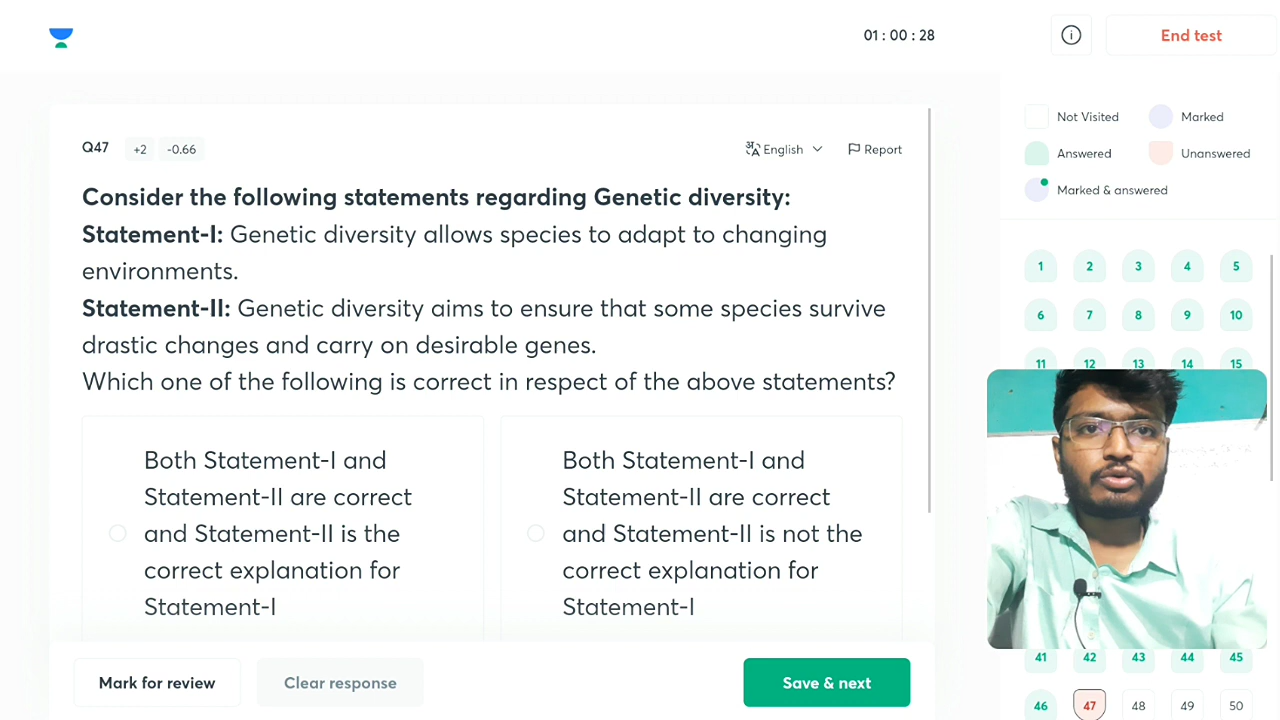 01 : 00 : 28
End test
Not Visited
Marked
Answered
Unanswered
Marked & answered
Q47
+2
-0.66
English
Report
Consider the following statements regarding Genetic diversity:
Statement-I: Genetic diversity allows species to adapt to changing
environments.
Statement-II: Genetic diversity aims to ensure that some species survive
drastic changes and carry on desirable genes.
Which one of the following is correct in respect of the above statements?
Both Statement-I and
Statement-II are correct
and Statement-II is the
correct explanation for
Statement-I
Both Statement-I and
Statement-II are correct
and Statement-II is not the
correct explanation for
Statement-I
Mark for review
Clear response
Save & next
1 2 3 4 5
6 7 8 9 10
11 12 13 14 15
41 42 43 44 45
46 47 48 49 50